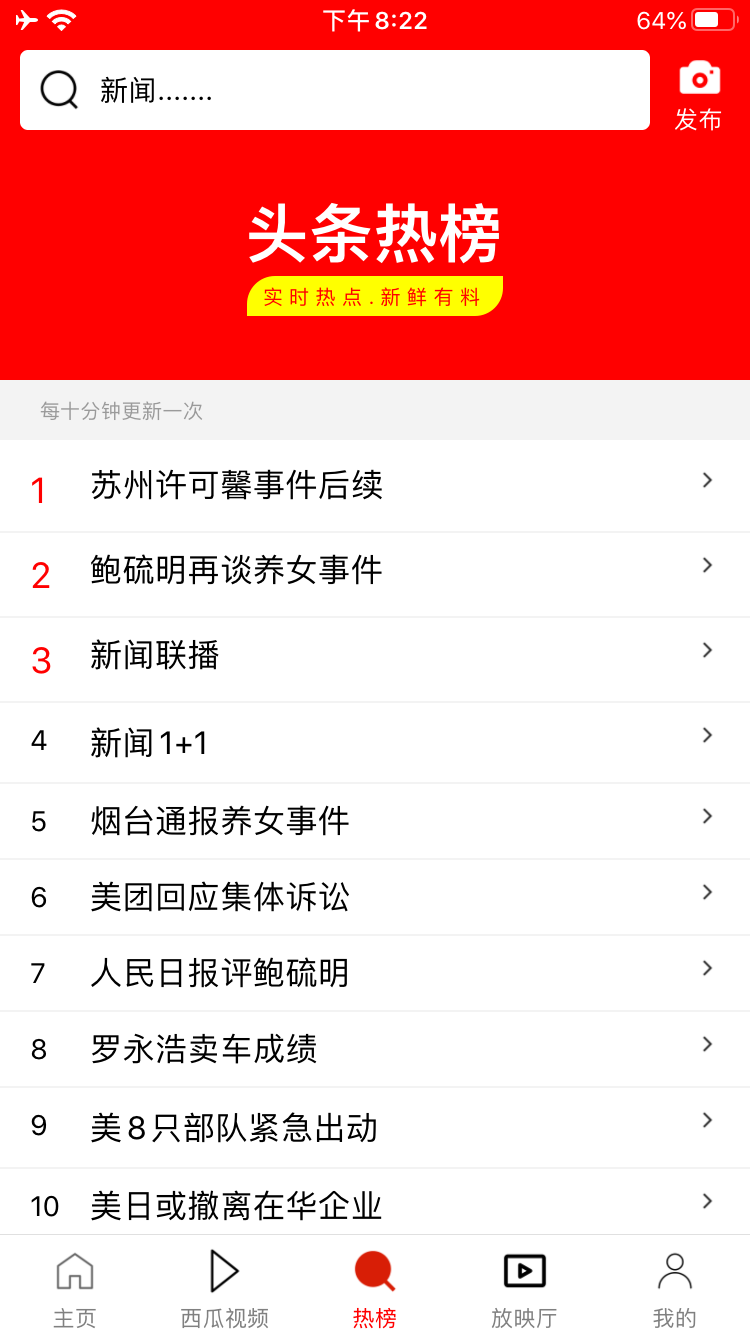 下午8:22
64%
新闻.......
发布
头条热榜
实时热点.新鲜有料
每十分钟更新一次
1 苏州许可馨事件后续
2 鲍硫明再谈养女事件
3 新闻联播
4 新闻1+1
5 烟台通报养女事件
6 美团回应集体诉讼
7 人民日报评鲍硫明
8 罗永浩卖车成绩
9 美8只部队紧急出动
10 美日或撤离在华企业
主页 西瓜视频 热榜 放映厅 我的